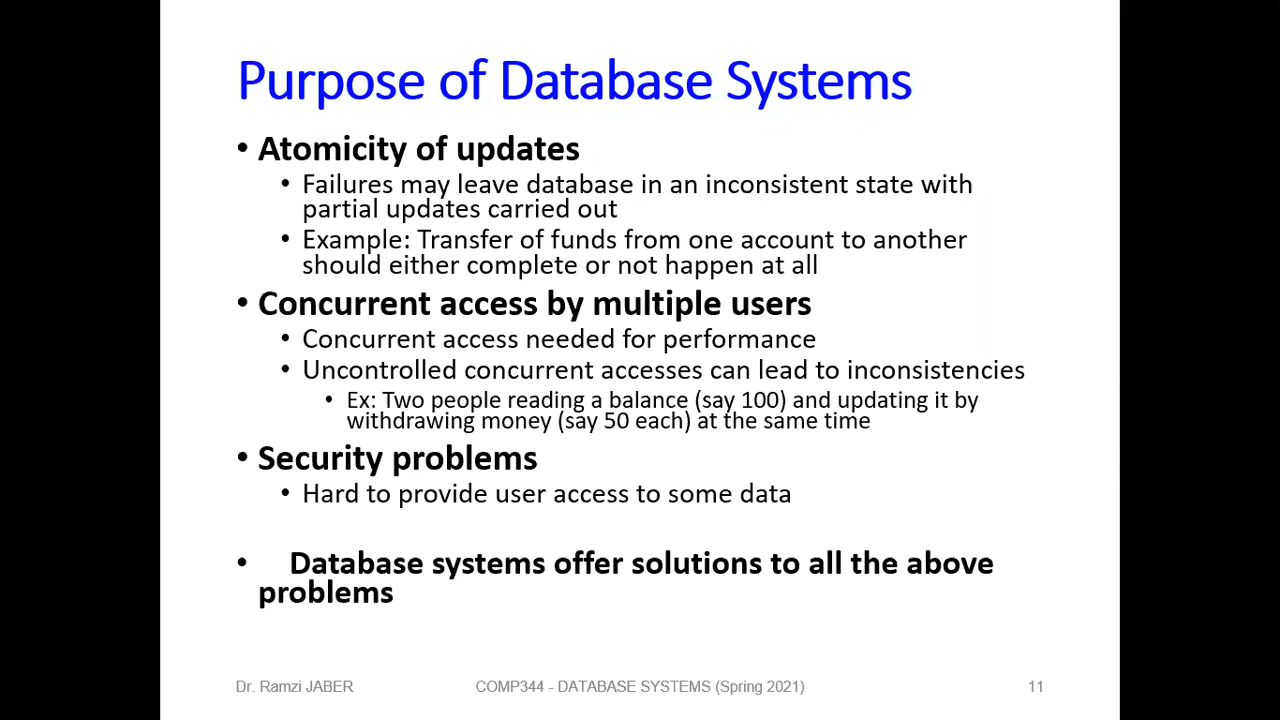 Purpose of Database Systems
• Atomicity of updates
• Failures may leave database in an inconsistent state with
partial updates carried out
• Example: Transfer of funds from one account to another
should either complete or not happen at all
• Concurrent access by multiple users
• Concurrent access needed for performance
• Uncontrolled concurrent accesses can lead to inconsistencies
• Ex: Two people reading a balance (say 100) and updating it by
withdrawing money (say 50 each) at the same time
• Security problems
• Hard to provide user access to some data
• Database systems offer solutions to all the above
problems
Dr. Ramzi JABER COMP344 - DATABASE SYSTEMS (Spring 2021) 11